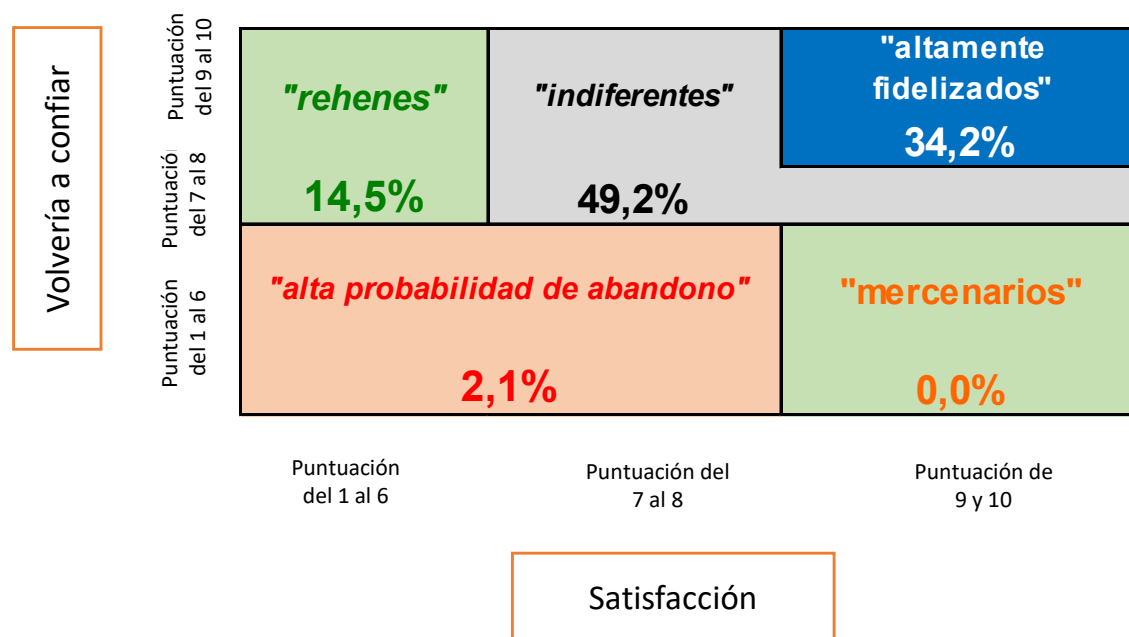 Volvería a confiar
Puntuación
del 9 al 10
Puntuació
del 7 al 8
Puntuación
del 1 al 6
"rehenes"
14,5%
"indiferentes"
49,2%
"altamente
fidelizados"
34,2%
"alta probabilidad de abandono"
2,1%
"mercenarios"
0,0%
Puntuación
del 1 al 6
Puntuación del
7 al 8
Puntuación de
9 y 10
Satisfacción